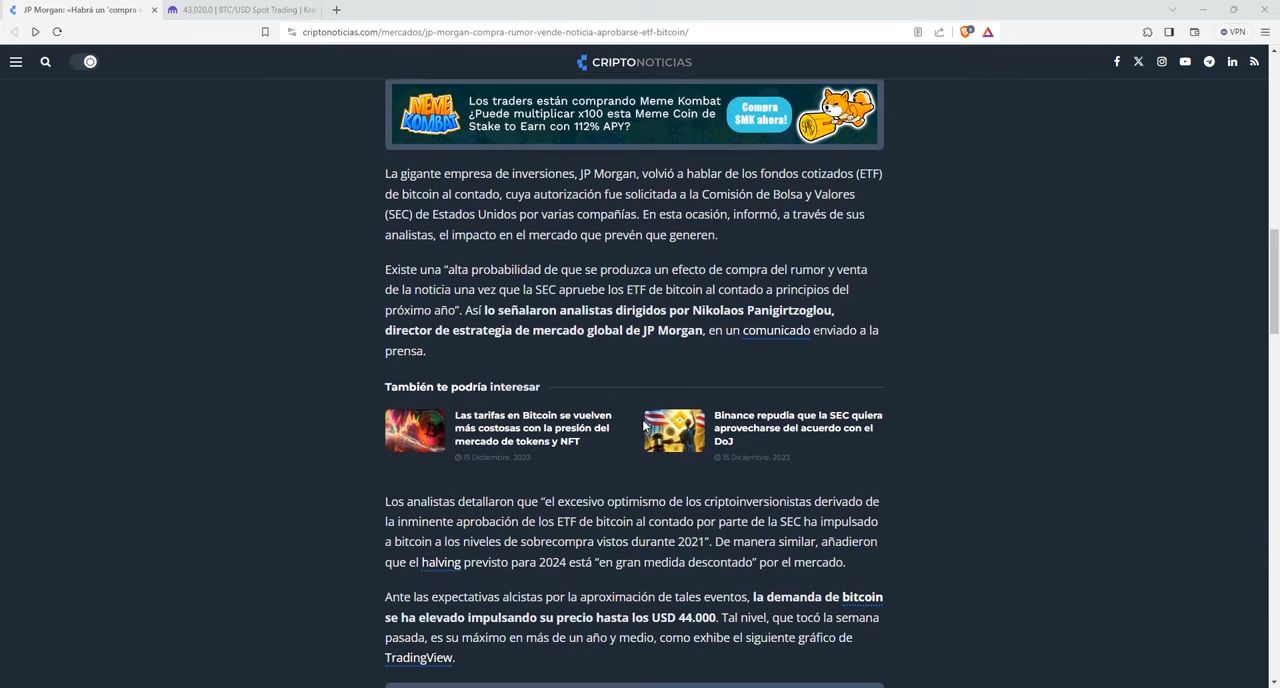 JP Morgan: «Habrá un 'compra e
43,020.0 | BTC/USD Spot Trading | Kra
criptonoticias.com/mercados/jp-morgan-compra-rumor-vende-noticia-aprobarse-etf-bitcoin/
VPN
CRIPTONOTICIAS
MEME KOMBAT
Los traders están comprando Meme Kombat
¿Puede multiplicar x100 esta Meme Coin de
Stake to Earn con 112% APY?
Compra
$MK ahora!
La gigante empresa de inversiones, JP Morgan, volvió a hablar de los fondos cotizados (ETF)
de bitcoin al contado, cuya autorización fue solicitada a la Comisión de Bolsa y Valores
(SEC) de Estados Unidos por varias compañías. En esta ocasión, informó, a través de sus
analistas, el impacto en el mercado que prevén que generen.
Existe una “alta probabilidad de que se produzca un efecto de compra del rumor y venta
de la noticia una vez que la SEC apruebe los ETF de bitcoin al contado a principios del
próximo año”. Así lo señalaron analistas dirigidos por Nikolaos Panigirtzoglou,
director de estrategia de mercado global de JP Morgan, en un comunicado enviado a la
prensa.
También te podría interesar
Las tarifas en Bitcoin se vuelven
más costosas con la presión del
mercado de tokens y NFT
15 Diciembre, 2023
Binance repudia que la SEC quiera
aprovecharse del acuerdo con el
DoJ
15 Diciembre, 2023
Los analistas detallaron que “el excesivo optimismo de los criptoinversionistas derivado de
la inminente aprobación de los ETF de bitcoin al contado por parte de la SEC ha impulsado
a bitcoin a los niveles de sobrecompra vistos durante 2021”. De manera similar, añadieron
que el halving previsto para 2024 está “en gran medida descontado” por el mercado.
Ante las expectativas alcistas por la aproximación de tales eventos, la demanda de bitcoin
se ha elevado impulsando su precio hasta los USD 44.000. Tal nivel, que tocó la semana
pasada, es su máximo en más de un año y medio, como exhibe el siguiente gráfico de
TradingView.